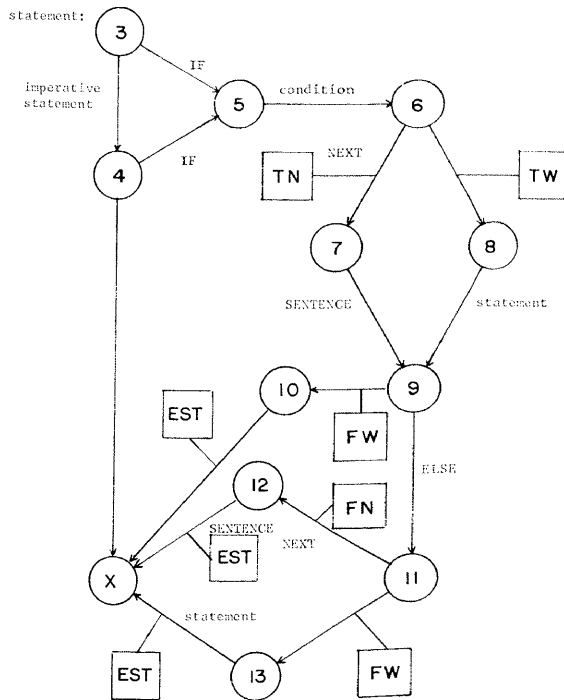 statement:
3
IF
imperative
statement
5
condition
6
4
IF
TN
NEXT
TW
7
8
SENTENCE
statement
10
9
EST
FW
12
ELSE
FN
SENTENCE
EST
NEXT
X
11
statement
EST
13
FW